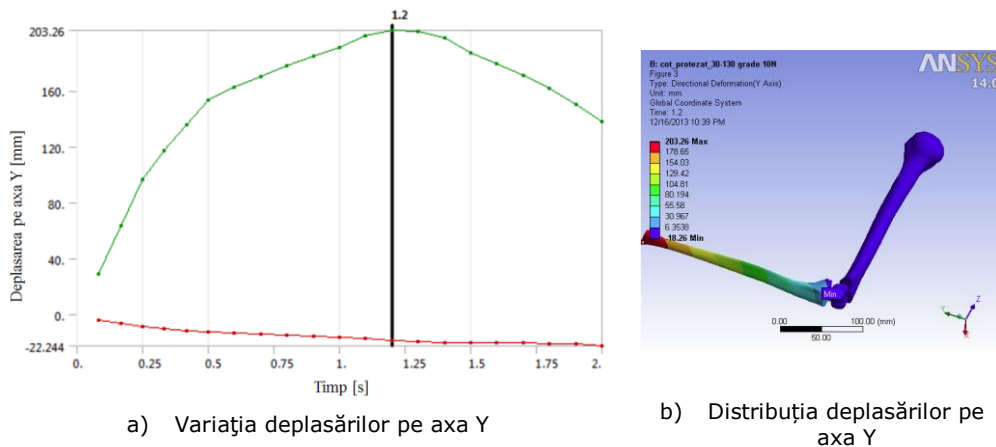 1.2
203.26
160.
120.
80.
40.
0.
-22.244
Deplasarea pe axa Y [mm]
0. 0.25 0.5 0.75 1. 1.25 1.5 1.75 2.
Timp [s]
a) Variaţia deplasărilor pe axa Y
B: cot_protezat_30-130 grade 10N
Figure 3
Type: Directional Deformation(Y Axis)
Unit: mm
Global Coordinate System
Time: 1.2
12/16/2013 10:39 PM
ANSYS
14.0
203.26 Max
178.65
154.03
129.42
104.81
80.194
55.58
30.967
6.3538
-18.26 Min
Min
0.00 100.00 (mm)
50.00
Y
Z
X
b) Distribuția deplasărilor pe
axa Y